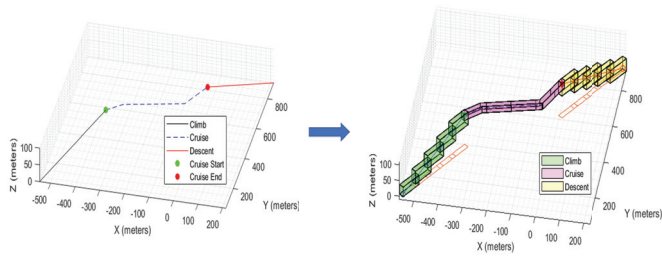 Z (meters)
100
50
0
-500
-400
-300
-200
-100
0
100
200
X (meters)
200
400
600
800
Y (meters)
Climb
Cruise
Descent
Cruise Start
Cruise End
Z (meters)
100
50
0
-500
-400
-300
-200
-100
0
100
200
X (meters)
200
400
600
800
Y (meters)
Climb
Cruise
Descent